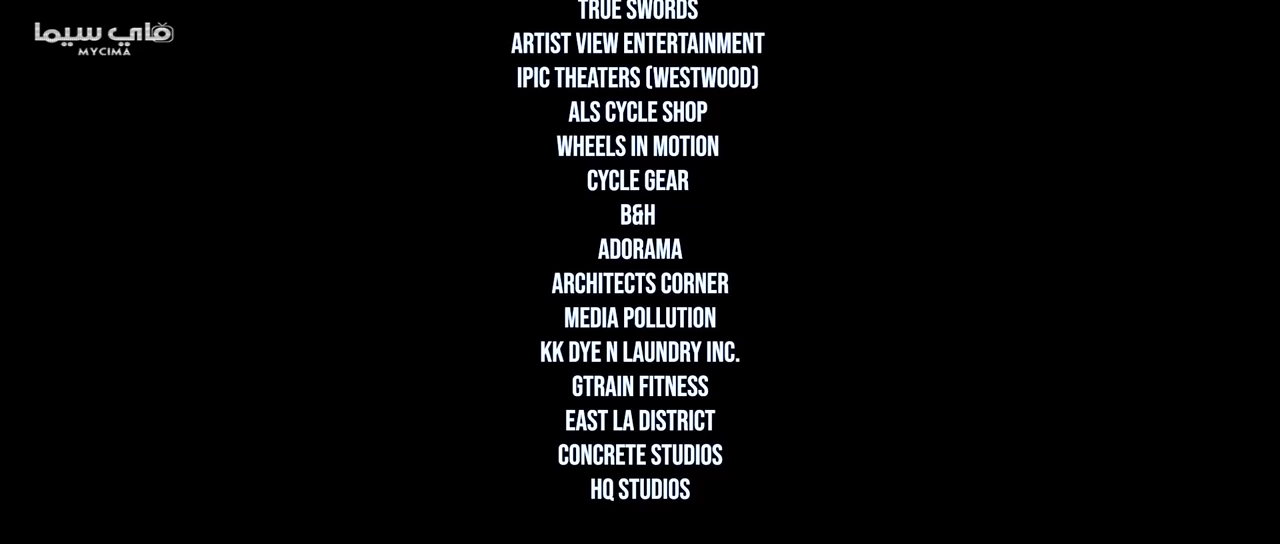 ماي سيما
MYCIMA
TRUE SWORDS
ARTIST VIEW ENTERTAINMENT
IPIC THEATERS (WESTWOOD)
ALS CYCLE SHOP
WHEELS IN MOTION
CYCLE GEAR
B&H
ADORAMA
ARCHITECTS CORNER
MEDIA POLLUTION
KK DYE N LAUNDRY INC.
GTRAIN FITNESS
EAST LA DISTRICT
CONCRETE STUDIOS
HQ STUDIOS